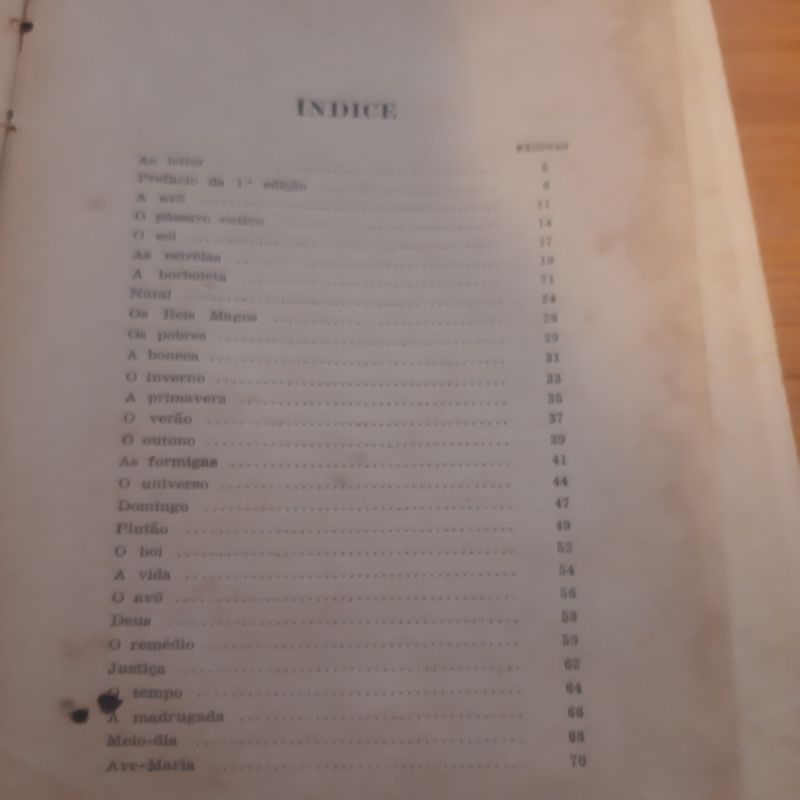 ÍNDICE
PÁGINAS
Ao leitor ........ 5
Prefácio da 1.ª edição ........ 9
A avó ........ 11
O pássaro cativo ........ 14
O sol ........ 17
As estrêlas ........ 19
A borboleta ........ 21
Natal ........ 24
Os Reis Magos ........ 26
Os pobres ........ 29
A boneca ........ 31
O inverno ........ 33
A primavera ........ 35
O verão ........ 37
O outono ........ 39
As formigas ........ 41
O universo ........ 44
Domingo ........ 47
Plutão ........ 49
O boi ........ 52
A vida ........ 54
O avô ........ 56
Deus ........ 58
O remédio ........ 59
Justiça ........ 62
O tempo ........ 64
A madrugada ........ 66
Meio-dia ........ 68
Ave-Maria ........ 70